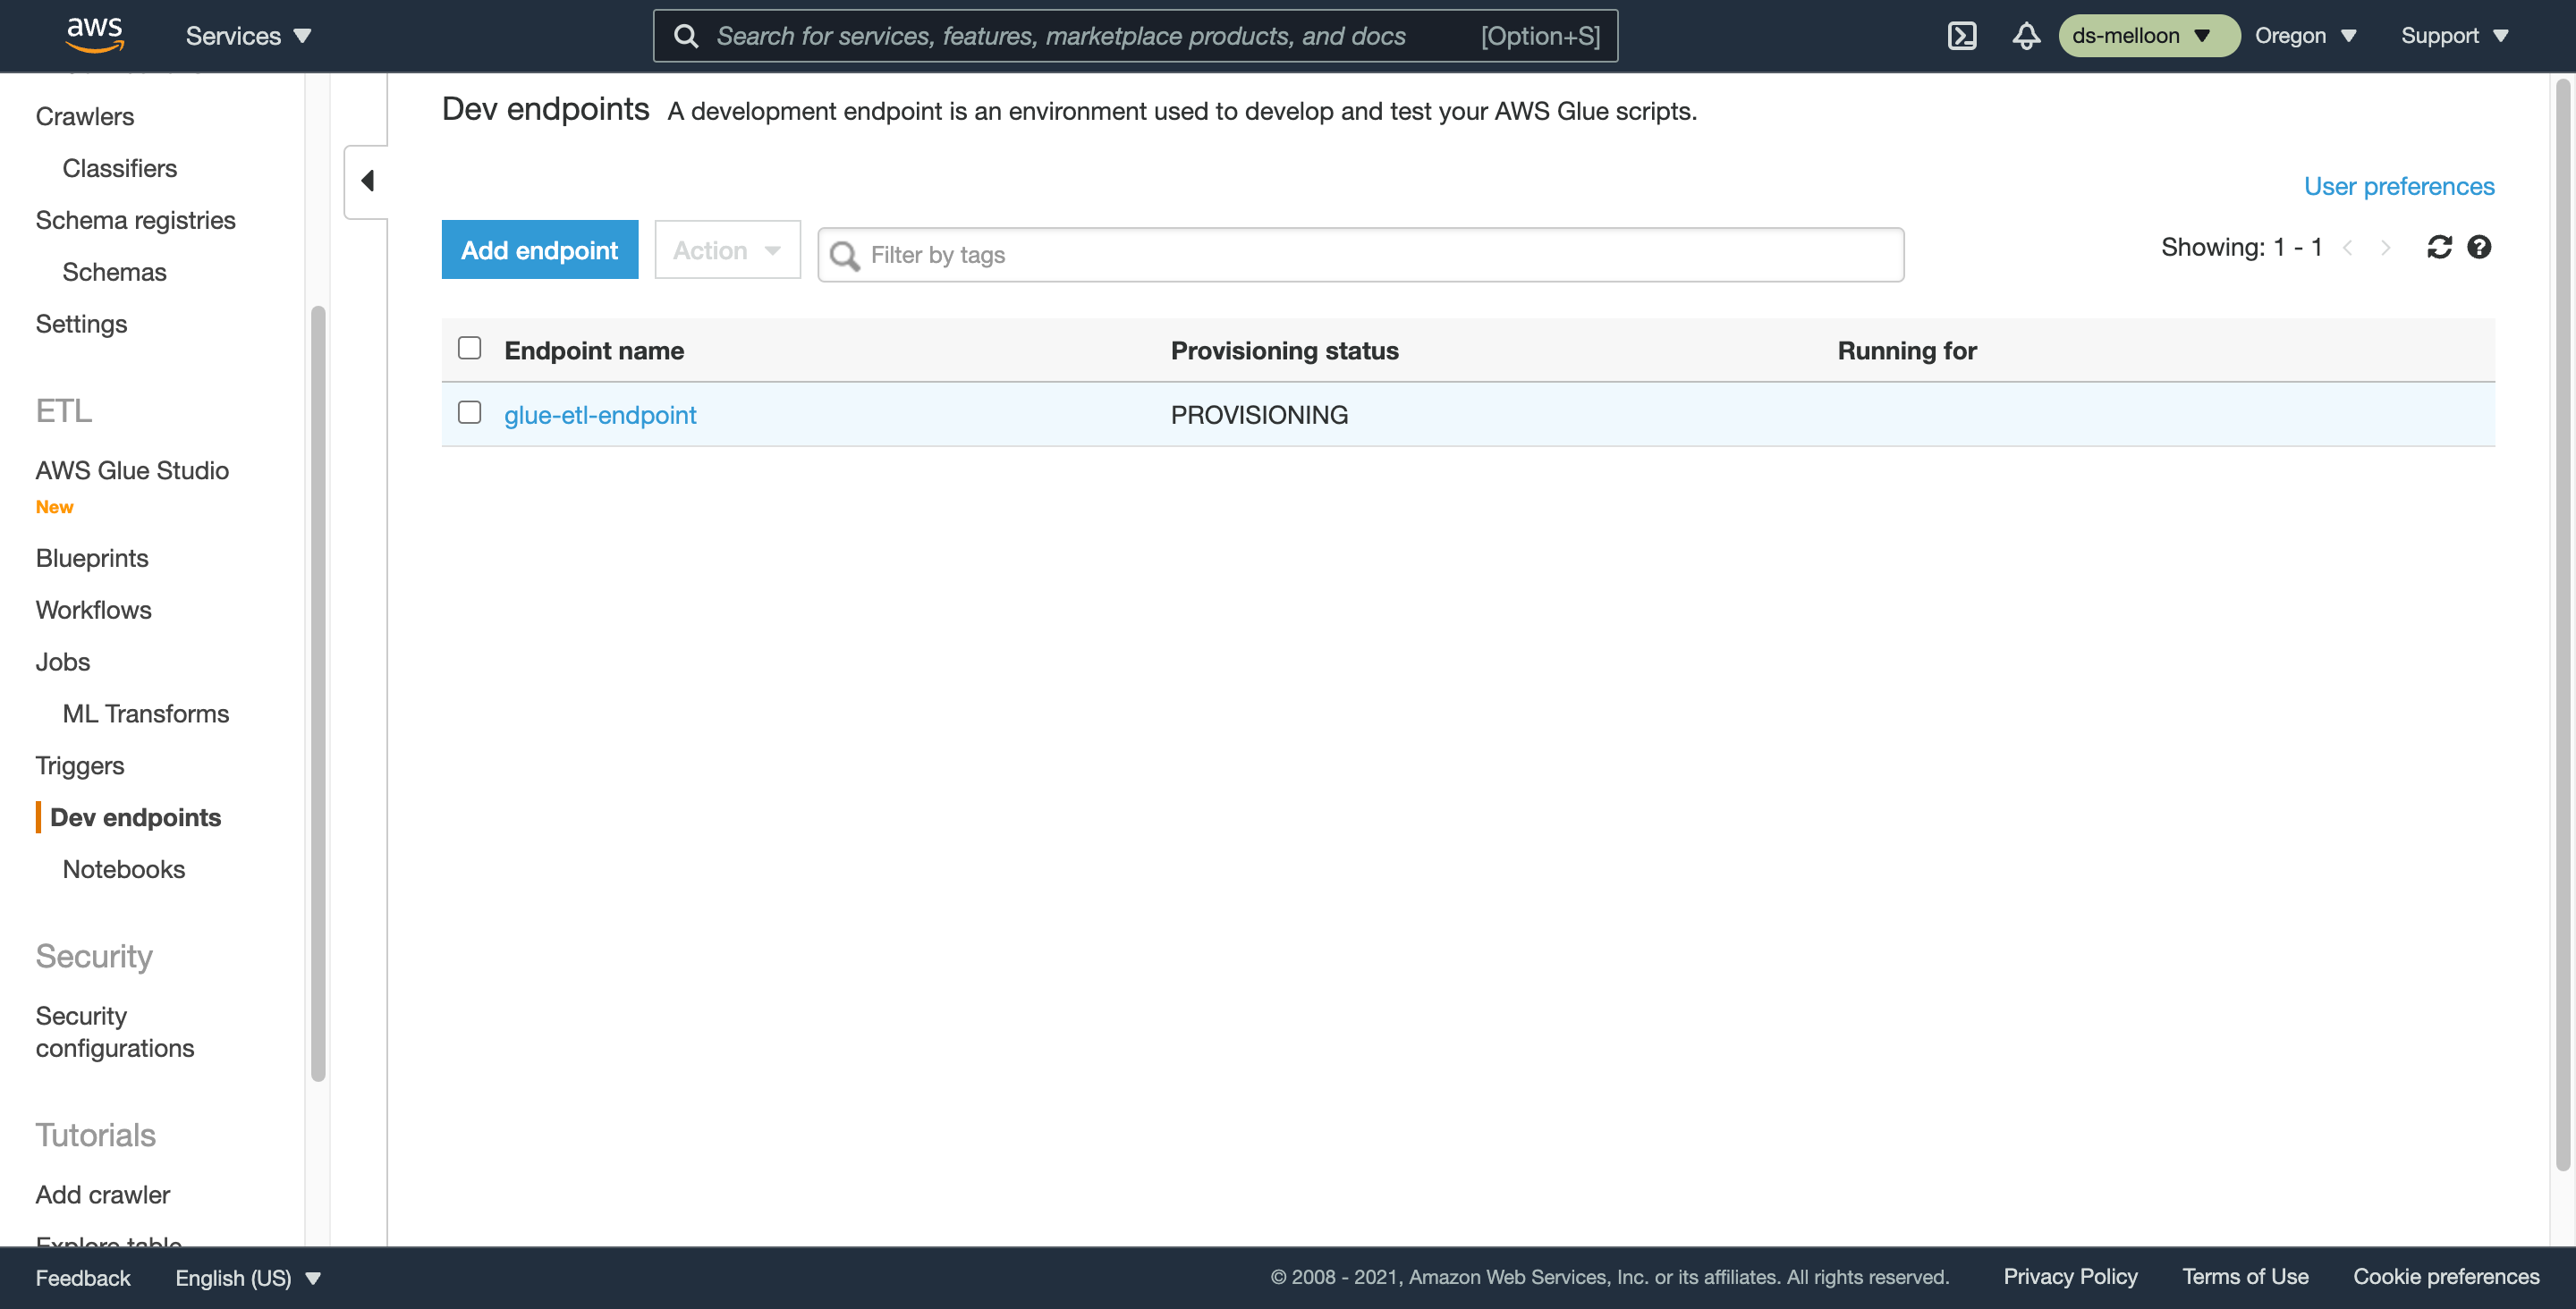 aws
Services
Search for services, features, marketplace products, and docs [Option+S]
ds-melloon
Oregon
Support
Crawlers
Classifiers
Schema registries
Schemas
Settings
ETL
AWS Glue Studio
New
Blueprints
Workflows
Jobs
ML Transforms
Triggers
Dev endpoints
Notebooks
Security
Security
configurations
Tutorials
Add crawler
Explore table
Dev endpoints A development endpoint is an environment used to develop and test your AWS Glue scripts.
User preferences
Add endpoint
Action
Filter by tags
Showing: 1 - 1
Endpoint name Provisioning status Running for
glue-etl-endpoint PROVISIONING
Feedback
English (US)
© 2008 - 2021, Amazon Web Services, Inc. or its affiliates. All rights reserved.
Privacy Policy
Terms of Use
Cookie preferences